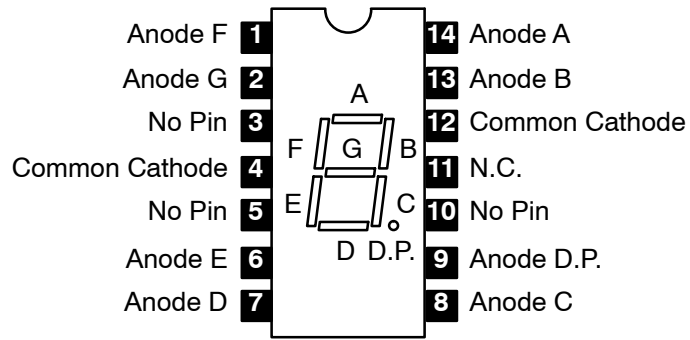 Anode F 1 14 Anode A
Anode G 2 13 Anode B
A
No Pin 3 12 Common Cathode
F G B
Common Cathode 4 11 N.C.
E C
No Pin 5 10 No Pin
D D.P.
Anode E 6 9 Anode D.P.
Anode D 7 8 Anode C